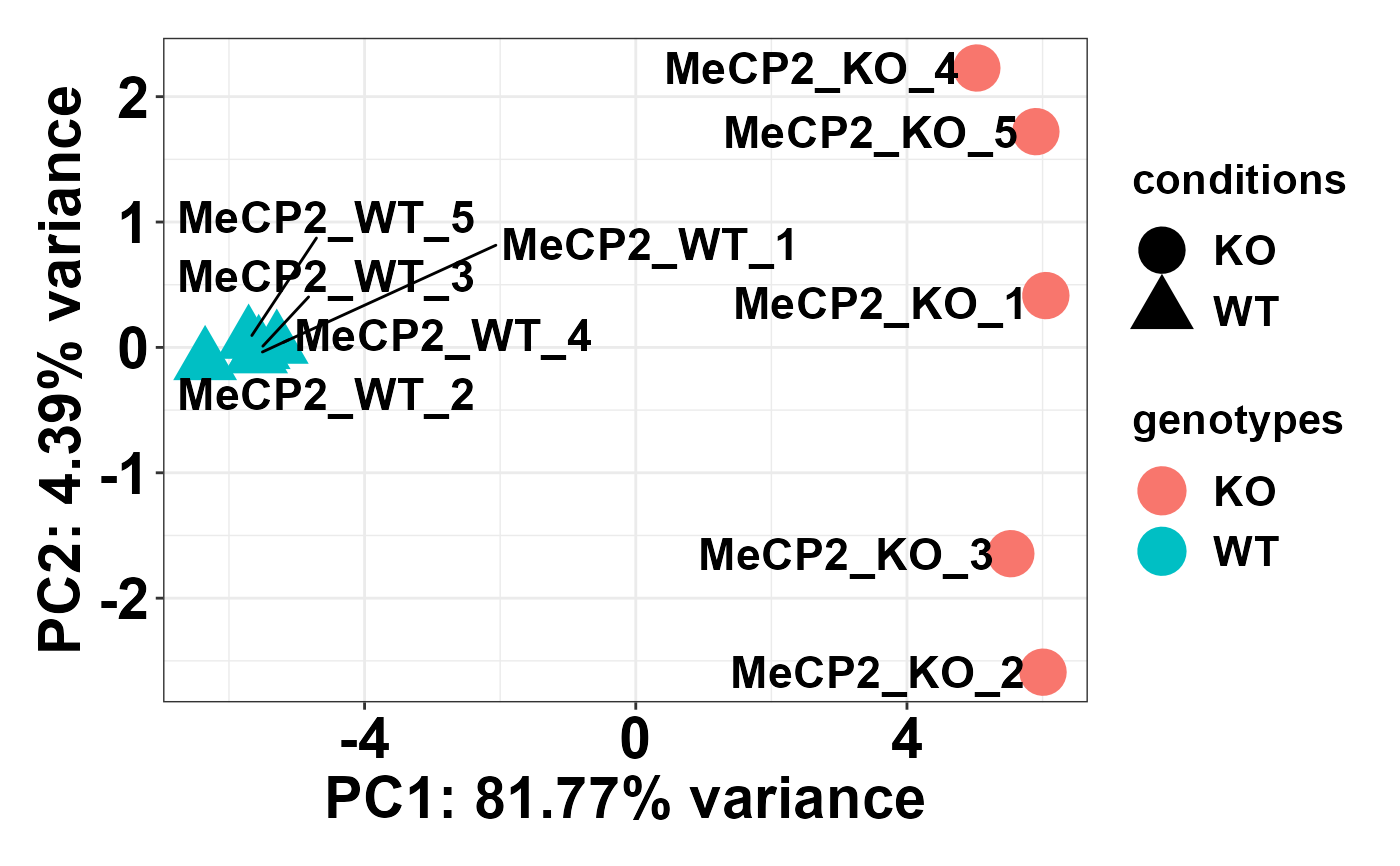 PC2: 4.39% variance
2
1
0
-1
-2
MeCP2_KO_4
MeCP2_KO_5
MeCP2_WT_5
MeCP2_WT_1
MeCP2_WT_3
MeCP2_KO_1
MeCP2_WT_4
MeCP2_WT_2
MeCP2_KO_3
MeCP2_KO_2
-4
0
4
PC1: 81.77% variance
conditions
KO
WT
genotypes
KO
WT